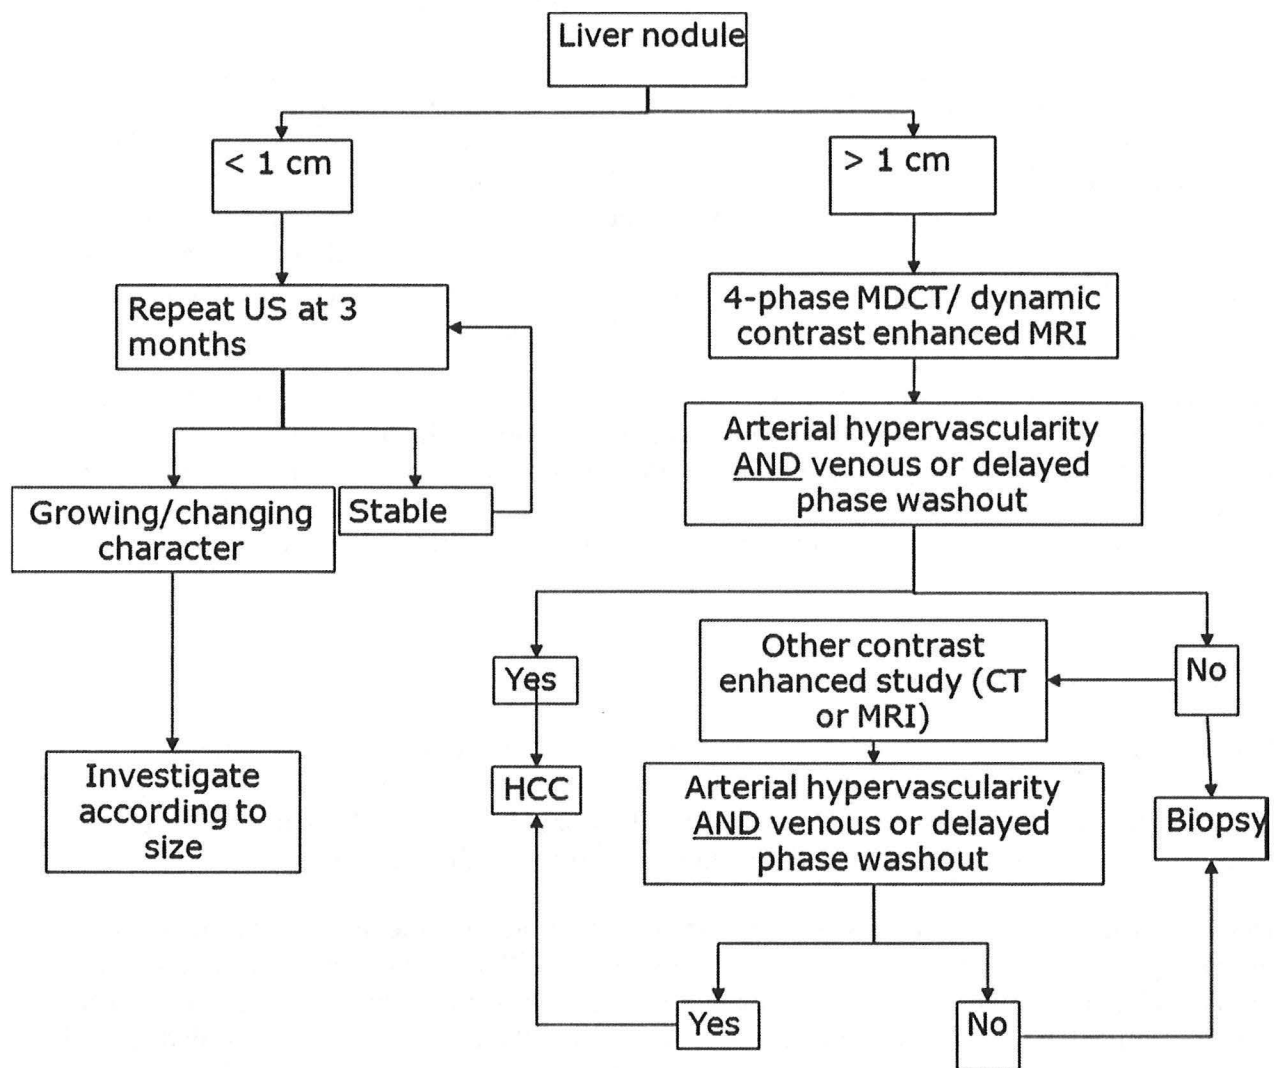 Liver nodule
< 1 cm
> 1 cm
Repeat US at 3
months
4-phase MDCT/ dynamic
contrast enhanced MRI
Arterial hypervascularity
AND venous or delayed
phase washout
Growing/changing
character
Stable
Investigate
according to
size
Yes
Other contrast
enhanced study (CT
or MRI)
No
HCC
Arterial hypervascularity
AND venous or delayed
phase washout
Biopsy
Yes
No